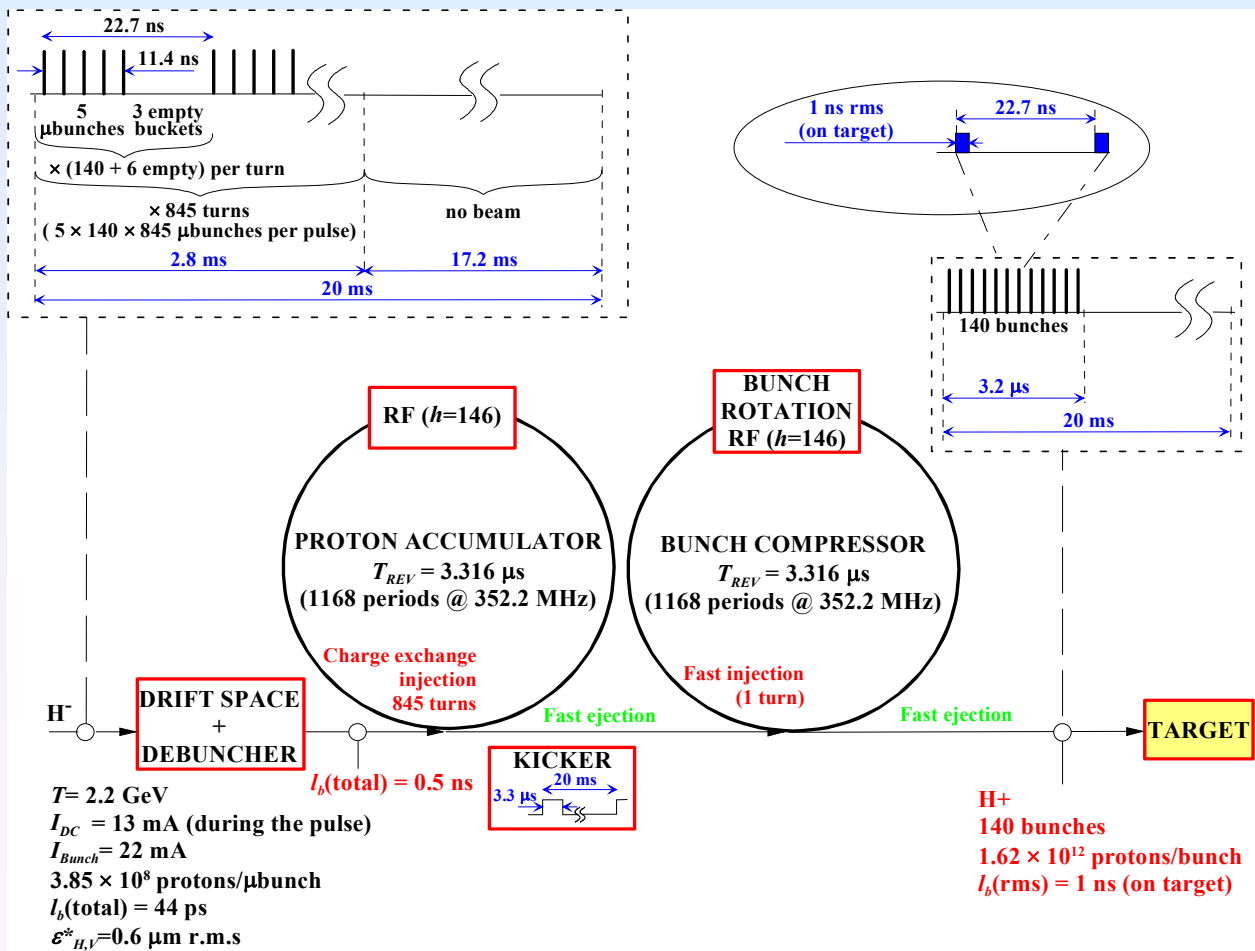 22.7 ns
11.4 ns
5
µbunches
3 empty
buckets
× (140 + 6 empty) per turn
× 845 turns
( 5 × 140 × 845 µbunches per pulse)
no beam
2.8 ms
17.2 ms
20 ms
1 ns rms
(on target)
22.7 ns
140 bunches
3.2 µs
20 ms
RF (h=146)
PROTON ACCUMULATOR
T_REV = 3.316 µs
(1168 periods @ 352.2 MHz)
Charge exchange
injection
845 turns
BUNCH
ROTATION
RF (h=146)
BUNCH COMPRESSOR
T_REV = 3.316 µs
(1168 periods @ 352.2 MHz)
Fast injection
(1 turn)
H⁻
DRIFT SPACE
+
DEBUNCHER
Fast ejection
Fast ejection
TARGET
l_b(total) = 0.5 ns
KICKER
20 ms
3.3 µs
T= 2.2 GeV
I_DC = 13 mA (during the pulse)
I_Bunch= 22 mA
3.85 × 10⁸ protons/µbunch
l_b(total) = 44 ps
ε*_H,V=0.6 µm r.m.s
H+
140 bunches
1.62 × 10¹² protons/bunch
l_b(rms) = 1 ns (on target)